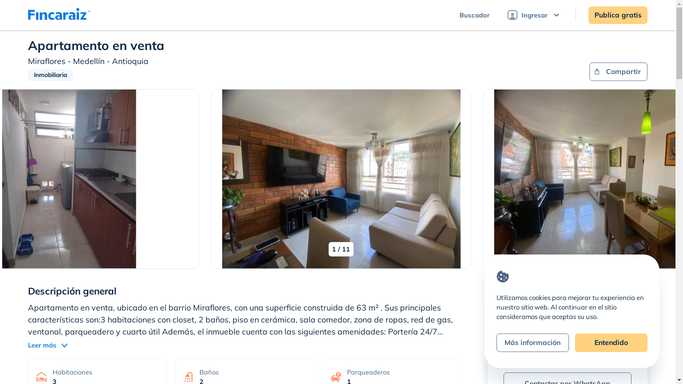 Fincaraiz
Buscador
Ingresar
Publica gratis
Apartamento en venta
Miraflores - Medellín - Antioquia
Inmobiliaria
Compartir
1 / 11
Descripción general
Apartamento en venta, ubicado en el barrio Miraflores, con una superficie construida de 63 m² . Sus principales
características son:3 habitaciones con closet, 2 baños, piso en cerámica, sala comedor, zona de ropas, red de gas,
ventanal, parqueadero y cuarto útil Además, el inmueble cuenta con las siguientes amenidades: Portería 24/7...
Leer más
Habitaciones
3
Baños
2
Parqueaderos
1
Utilizamos cookies para mejorar tu experiencia en
nuestro sitio web. Al continuar en el sitio
consideramos que aceptas su uso.
Más información
Entendido
Contactar por WhatsApp